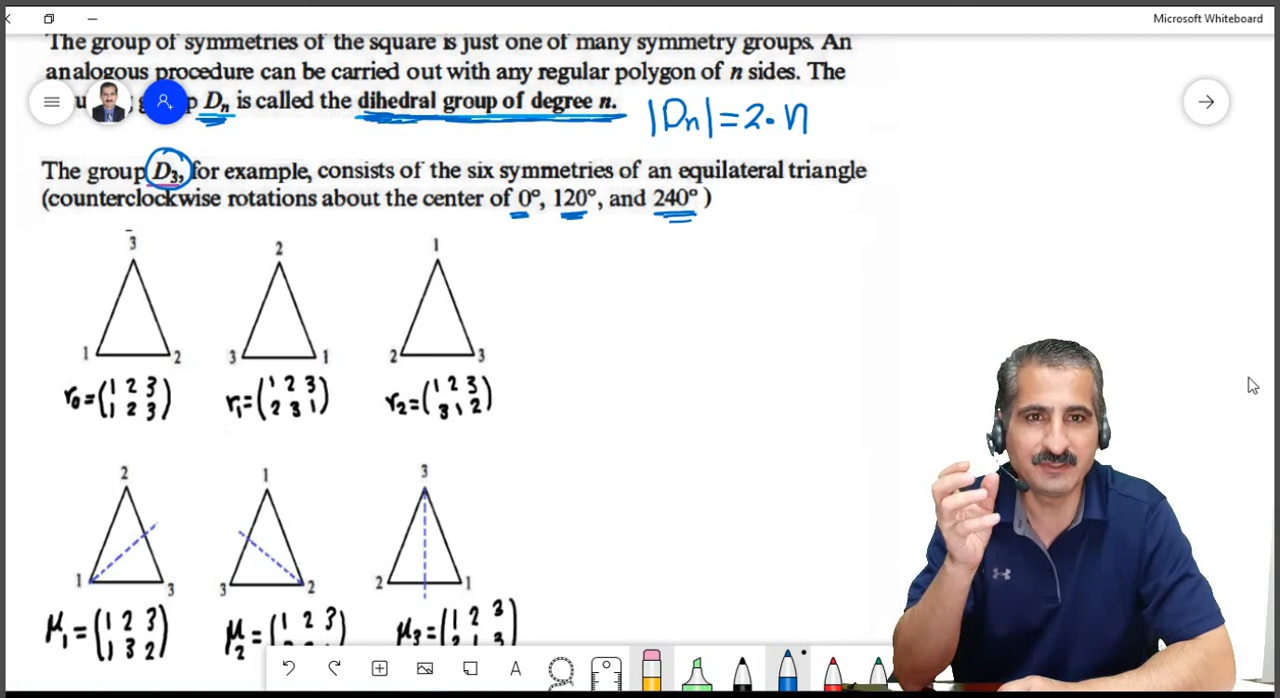 Microsoft Whiteboard
The group of symmetries of the square is just one of many symmetry groups. An
analogous procedure can be carried out with any regular polygon of n sides. The
Dn is called the dihedral group of degree n. |Dn| = 2·n
The group D3, for example, consists of the six symmetries of an equilateral triangle
(counterclockwise rotations about the center of 0°, 120°, and 240°)
3 2 1
1 2 3 1 2 3
r0 = (1 2 3 r1 = (1 2 3 r2 = (1 2 3
1 2 3) 2 3 1) 3 1 2)
2 1 3
1 3 3 2 2 1
μ1 = (1 2 3 μ2 = (1 2 3) μ3 = (1 2 3
1 3 2) 2 1 3)
A